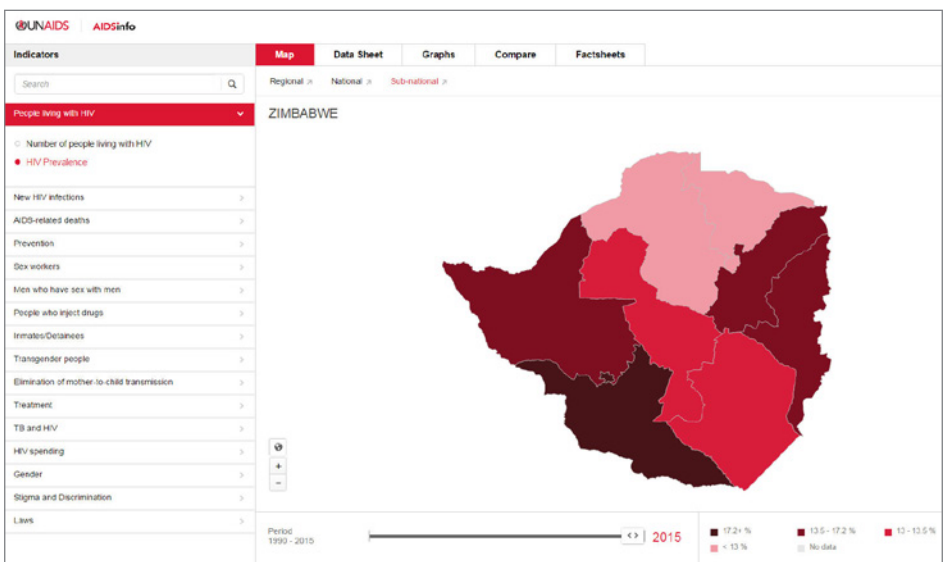 UNAIDS AIDSinfo
Indicators
Search
People living with HIV
Number of people living with HIV
HIV Prevalence
New HIV infections
AIDS-related deaths
Prevention
Sex workers
Men who have sex with men
People who inject drugs
Inmates/Detainees
Transgender people
Elimination of mother-to-child transmission
Treatment
TB and HIV
HIV spending
Gender
Stigma and Discrimination
Laws
Map Data Sheet Graphs Compare Factsheets
Regional National Sub-national
ZIMBABWE
+
−
Period
1990 - 2015
2015
17.2+ % 13.5 - 17.2 % 13 - 13.5 %
< 13 % No data